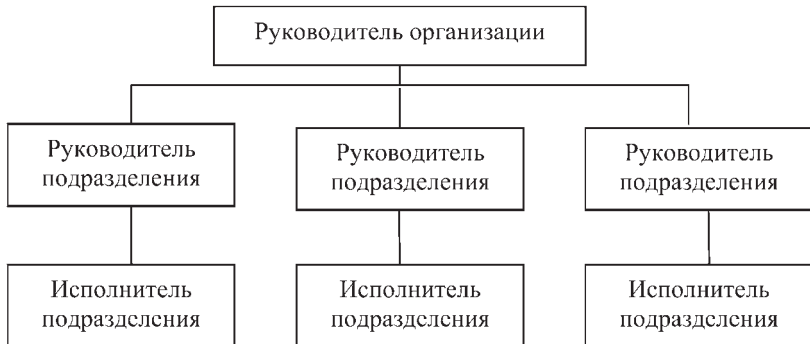 Руководитель организации
Руководитель
подразделения
Руководитель
подразделения
Руководитель
подразделения
Исполнитель
подразделения
Исполнитель
подразделения
Исполнитель
подразделения